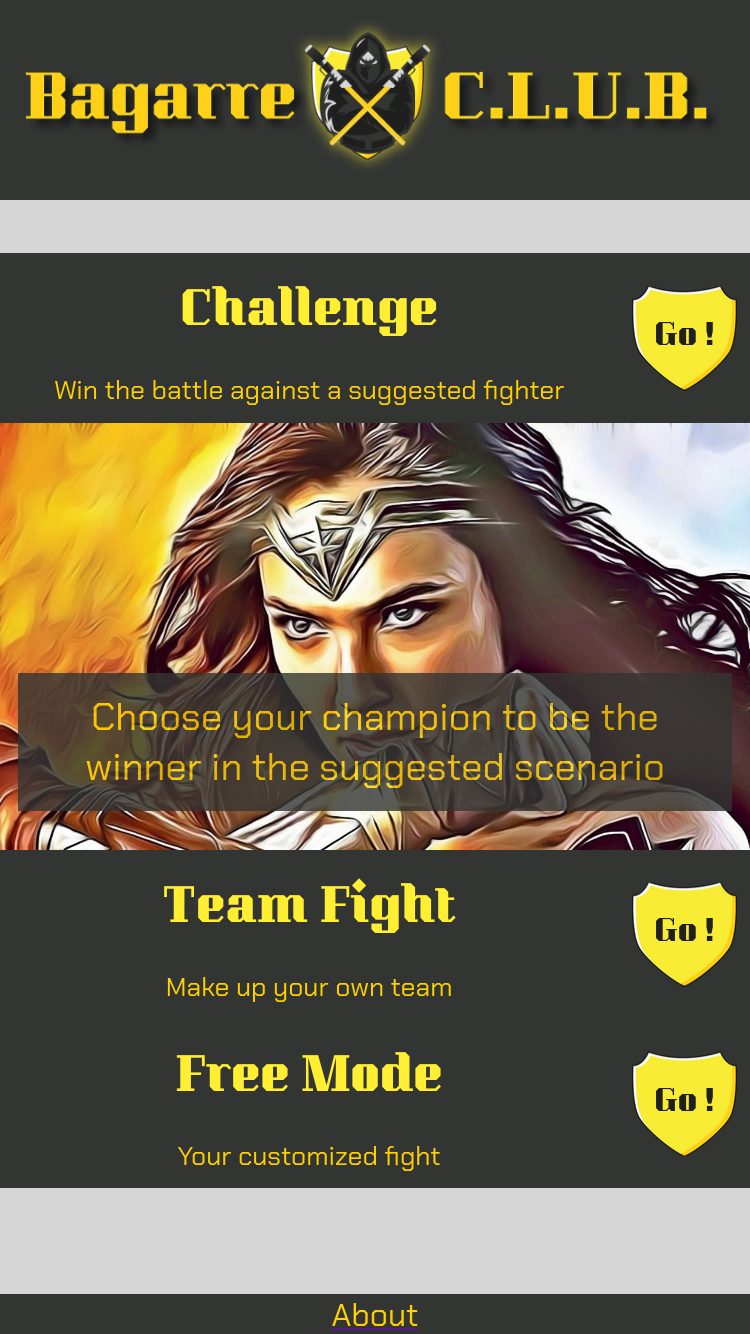 Bagarre C.L.U.B.
Challenge
Go !
Win the battle against a suggested fighter
Choose your champion to be the
winner in the suggested scenario
Team Fight
Go !
Make up your own team
Free Mode
Go !
Your customized fight
About